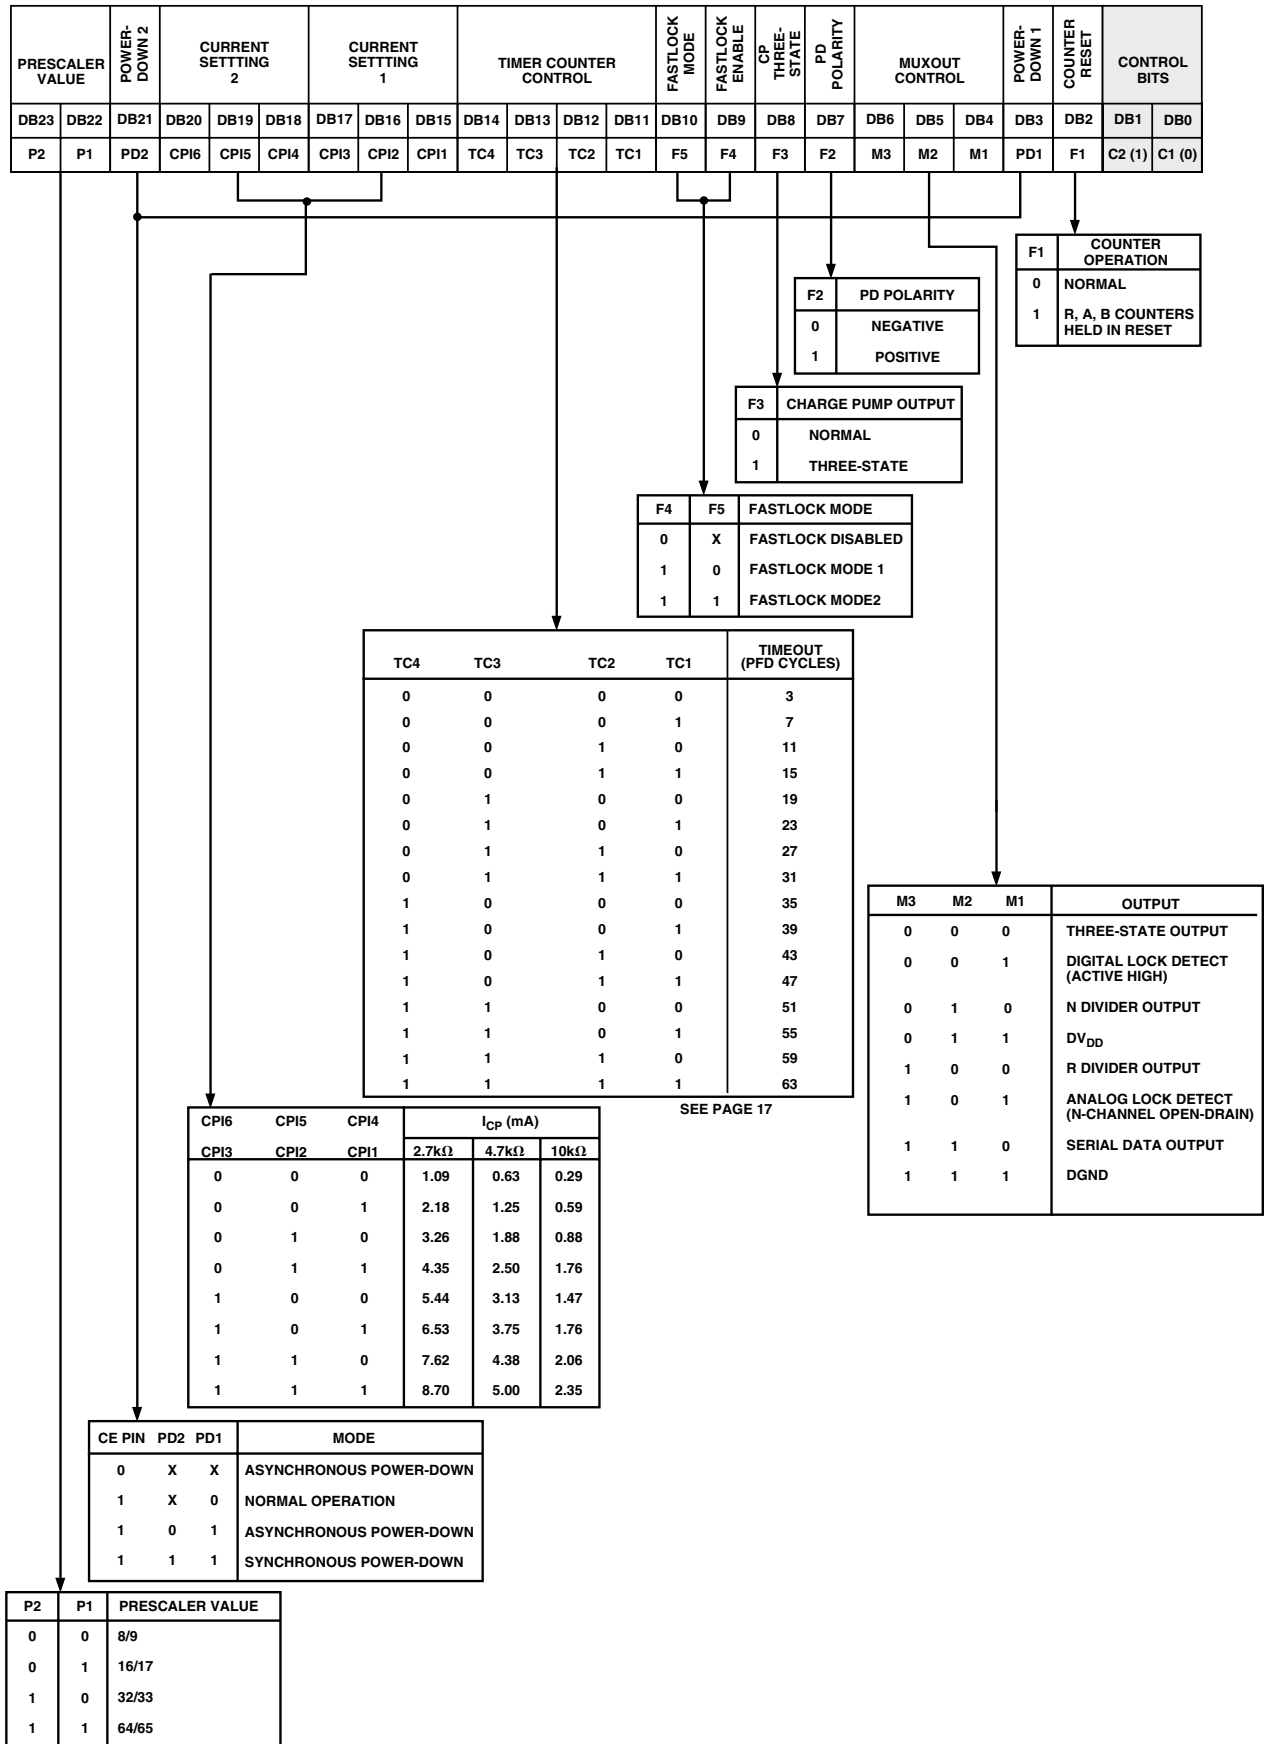 PRESCALER VALUE | POWER-DOWN 2 | CURRENT SETTTING 2 | CURRENT SETTTING 1 | TIMER COUNTER CONTROL | FASTLOCK MODE | FASTLOCK ENABLE | CP THREE-STATE | PD POLARITY | MUXOUT CONTROL | POWER-DOWN 1 | COUNTER RESET | CONTROL BITS
DB23 DB22 DB21 DB20 DB19 DB18 DB17 DB16 DB15 DB14 DB13 DB12 DB11 DB10 DB9 DB8 DB7 DB6 DB5 DB4 DB3 DB2 DB1 DB0
P2 P1 PD2 CPI6 CPI5 CPI4 CPI3 CPI2 CPI1 TC4 TC3 TC2 TC1 F5 F4 F3 F2 M3 M2 M1 PD1 F1 C2 (1) C1 (0)
F1 COUNTER OPERATION
0 NORMAL
1 R, A, B COUNTERS
HELD IN RESET
F2 PD POLARITY
0 NEGATIVE
1 POSITIVE
F3 CHARGE PUMP OUTPUT
0 NORMAL
1 THREE-STATE
F4 F5 FASTLOCK MODE
0 X FASTLOCK DISABLED
1 0 FASTLOCK MODE 1
1 1 FASTLOCK MODE2
TC4 TC3 TC2 TC1 TIMEOUT (PFD CYCLES)
0 0 0 0 3
0 0 0 1 7
0 0 1 0 11
0 0 1 1 15
0 1 0 0 19
0 1 0 1 23
0 1 1 0 27
0 1 1 1 31
1 0 0 0 35
1 0 0 1 39
1 0 1 0 43
1 0 1 1 47
1 1 0 0 51
1 1 0 1 55
1 1 1 0 59
1 1 1 1 63
SEE PAGE 17
M3 M2 M1 OUTPUT
0 0 0 THREE-STATE OUTPUT
0 0 1 DIGITAL LOCK DETECT
(ACTIVE HIGH)
0 1 0 N DIVIDER OUTPUT
0 1 1 DVDD
1 0 0 R DIVIDER OUTPUT
1 0 1 ANALOG LOCK DETECT
(N-CHANNEL OPEN-DRAIN)
1 1 0 SERIAL DATA OUTPUT
1 1 1 DGND
CPI6 CPI5 CPI4 ICP (mA)
CPI3 CPI2 CPI1 2.7kΩ 4.7kΩ 10kΩ
0 0 0 1.09 0.63 0.29
0 0 1 2.18 1.25 0.59
0 1 0 3.26 1.88 0.88
0 1 1 4.35 2.50 1.76
1 0 0 5.44 3.13 1.47
1 0 1 6.53 3.75 1.76
1 1 0 7.62 4.38 2.06
1 1 1 8.70 5.00 2.35
CE PIN PD2 PD1 MODE
0 X X ASYNCHRONOUS POWER-DOWN
1 X 0 NORMAL OPERATION
1 0 1 ASYNCHRONOUS POWER-DOWN
1 1 1 SYNCHRONOUS POWER-DOWN
P2 P1 PRESCALER VALUE
0 0 8/9
0 1 16/17
1 0 32/33
1 1 64/65